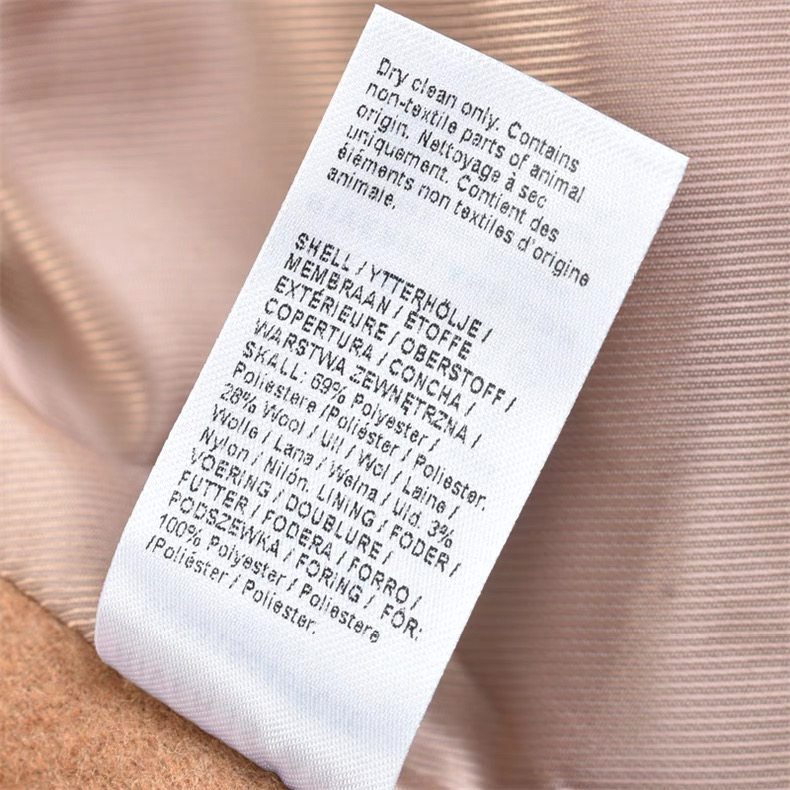 Dry clean only. Contains
non-textile parts of animal
origin. Nettoyage à sec
uniquement. Contient des
éléments non textiles d'origine
animale.
SHELL / YTTERHÖLJE /
MEMBRAAN / ÉTOFFE
EXTÉRIEURE / OBERSTOFF /
COPERTURA / CONCHA /
WARSTWA ZEWNĘTRZNA /
SKALL: 69% Polyester /
Poliestere /Poliéster / Poliester.
28% Wool / Ull / Wol / Laine /
Wolle / Lana / Wełna / Uld. 3%
Nylon / Nilón. LINING / FODER /
VOERING / DOUBLURE /
FUTTER / FODERA / FORRO /
PODSZEWKA / FORING / FÔR:
100% Polyester / Poliestere
/Poliéster / Poliester.